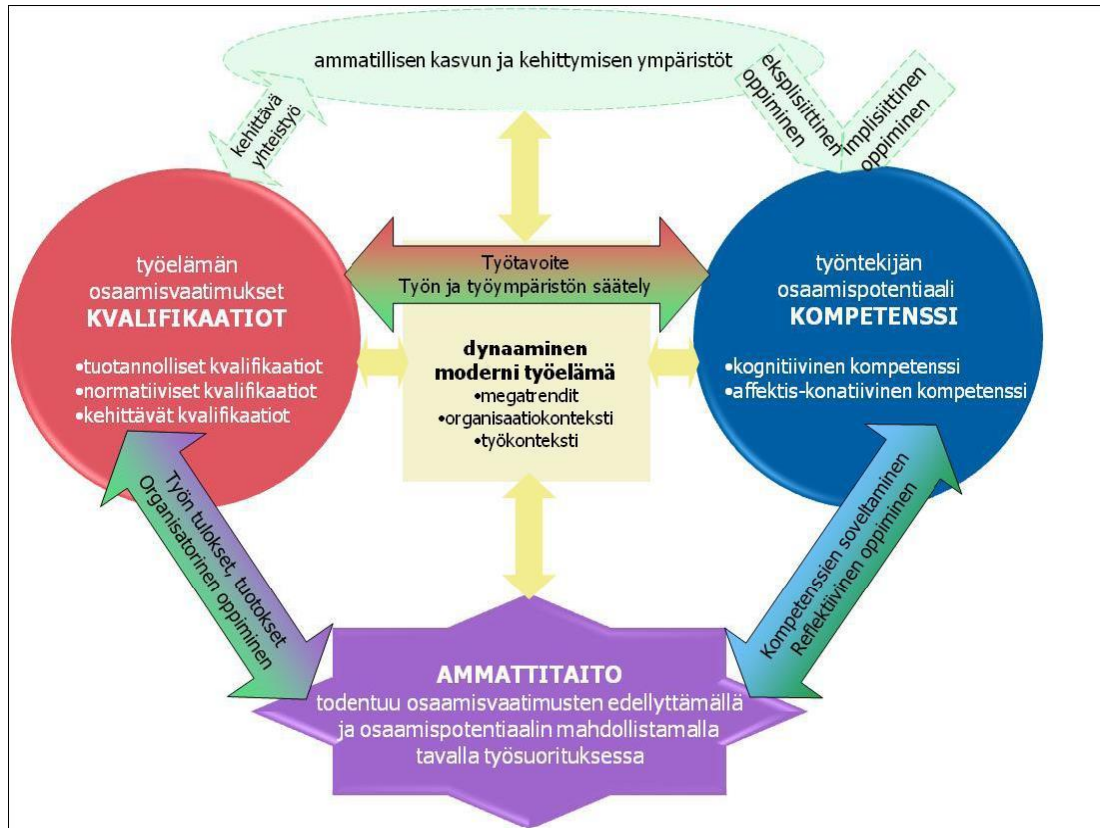 ammatillisen kasvun ja kehittymisen ympäristöt
kehittävä
yhteistyö
eksplisiittinen
oppiminen
Implisiittinen
oppiminen
työelämän
osaamisvaatimukset
KVALIFIKAATIOT
•tuotannolliset kvalifikaatiot
•normatiiviset kvalifikaatiot
•kehittävät kvalifikaatiot
Työtavoite
Työn ja työympäristön säätely
dynaaminen
moderni työelämä
•megatrendit
•organisaatiokonteksti
•työkonteksti
työntekijän
osaamispotentiaali
KOMPETENSSI
•kognitiivinen kompetenssi
•affektis-konatiivinen kompetenssi
Työn tulokset, tuotokset
Organisatorinen oppiminen
Kompetenssien soveltaminen
Reflektiivinen oppiminen
AMMATTITAITO
todentuu osaamisvaatimusten edellyttämällä
ja osaamispotentiaalin mahdollistamalla
tavalla työsuorituksessa